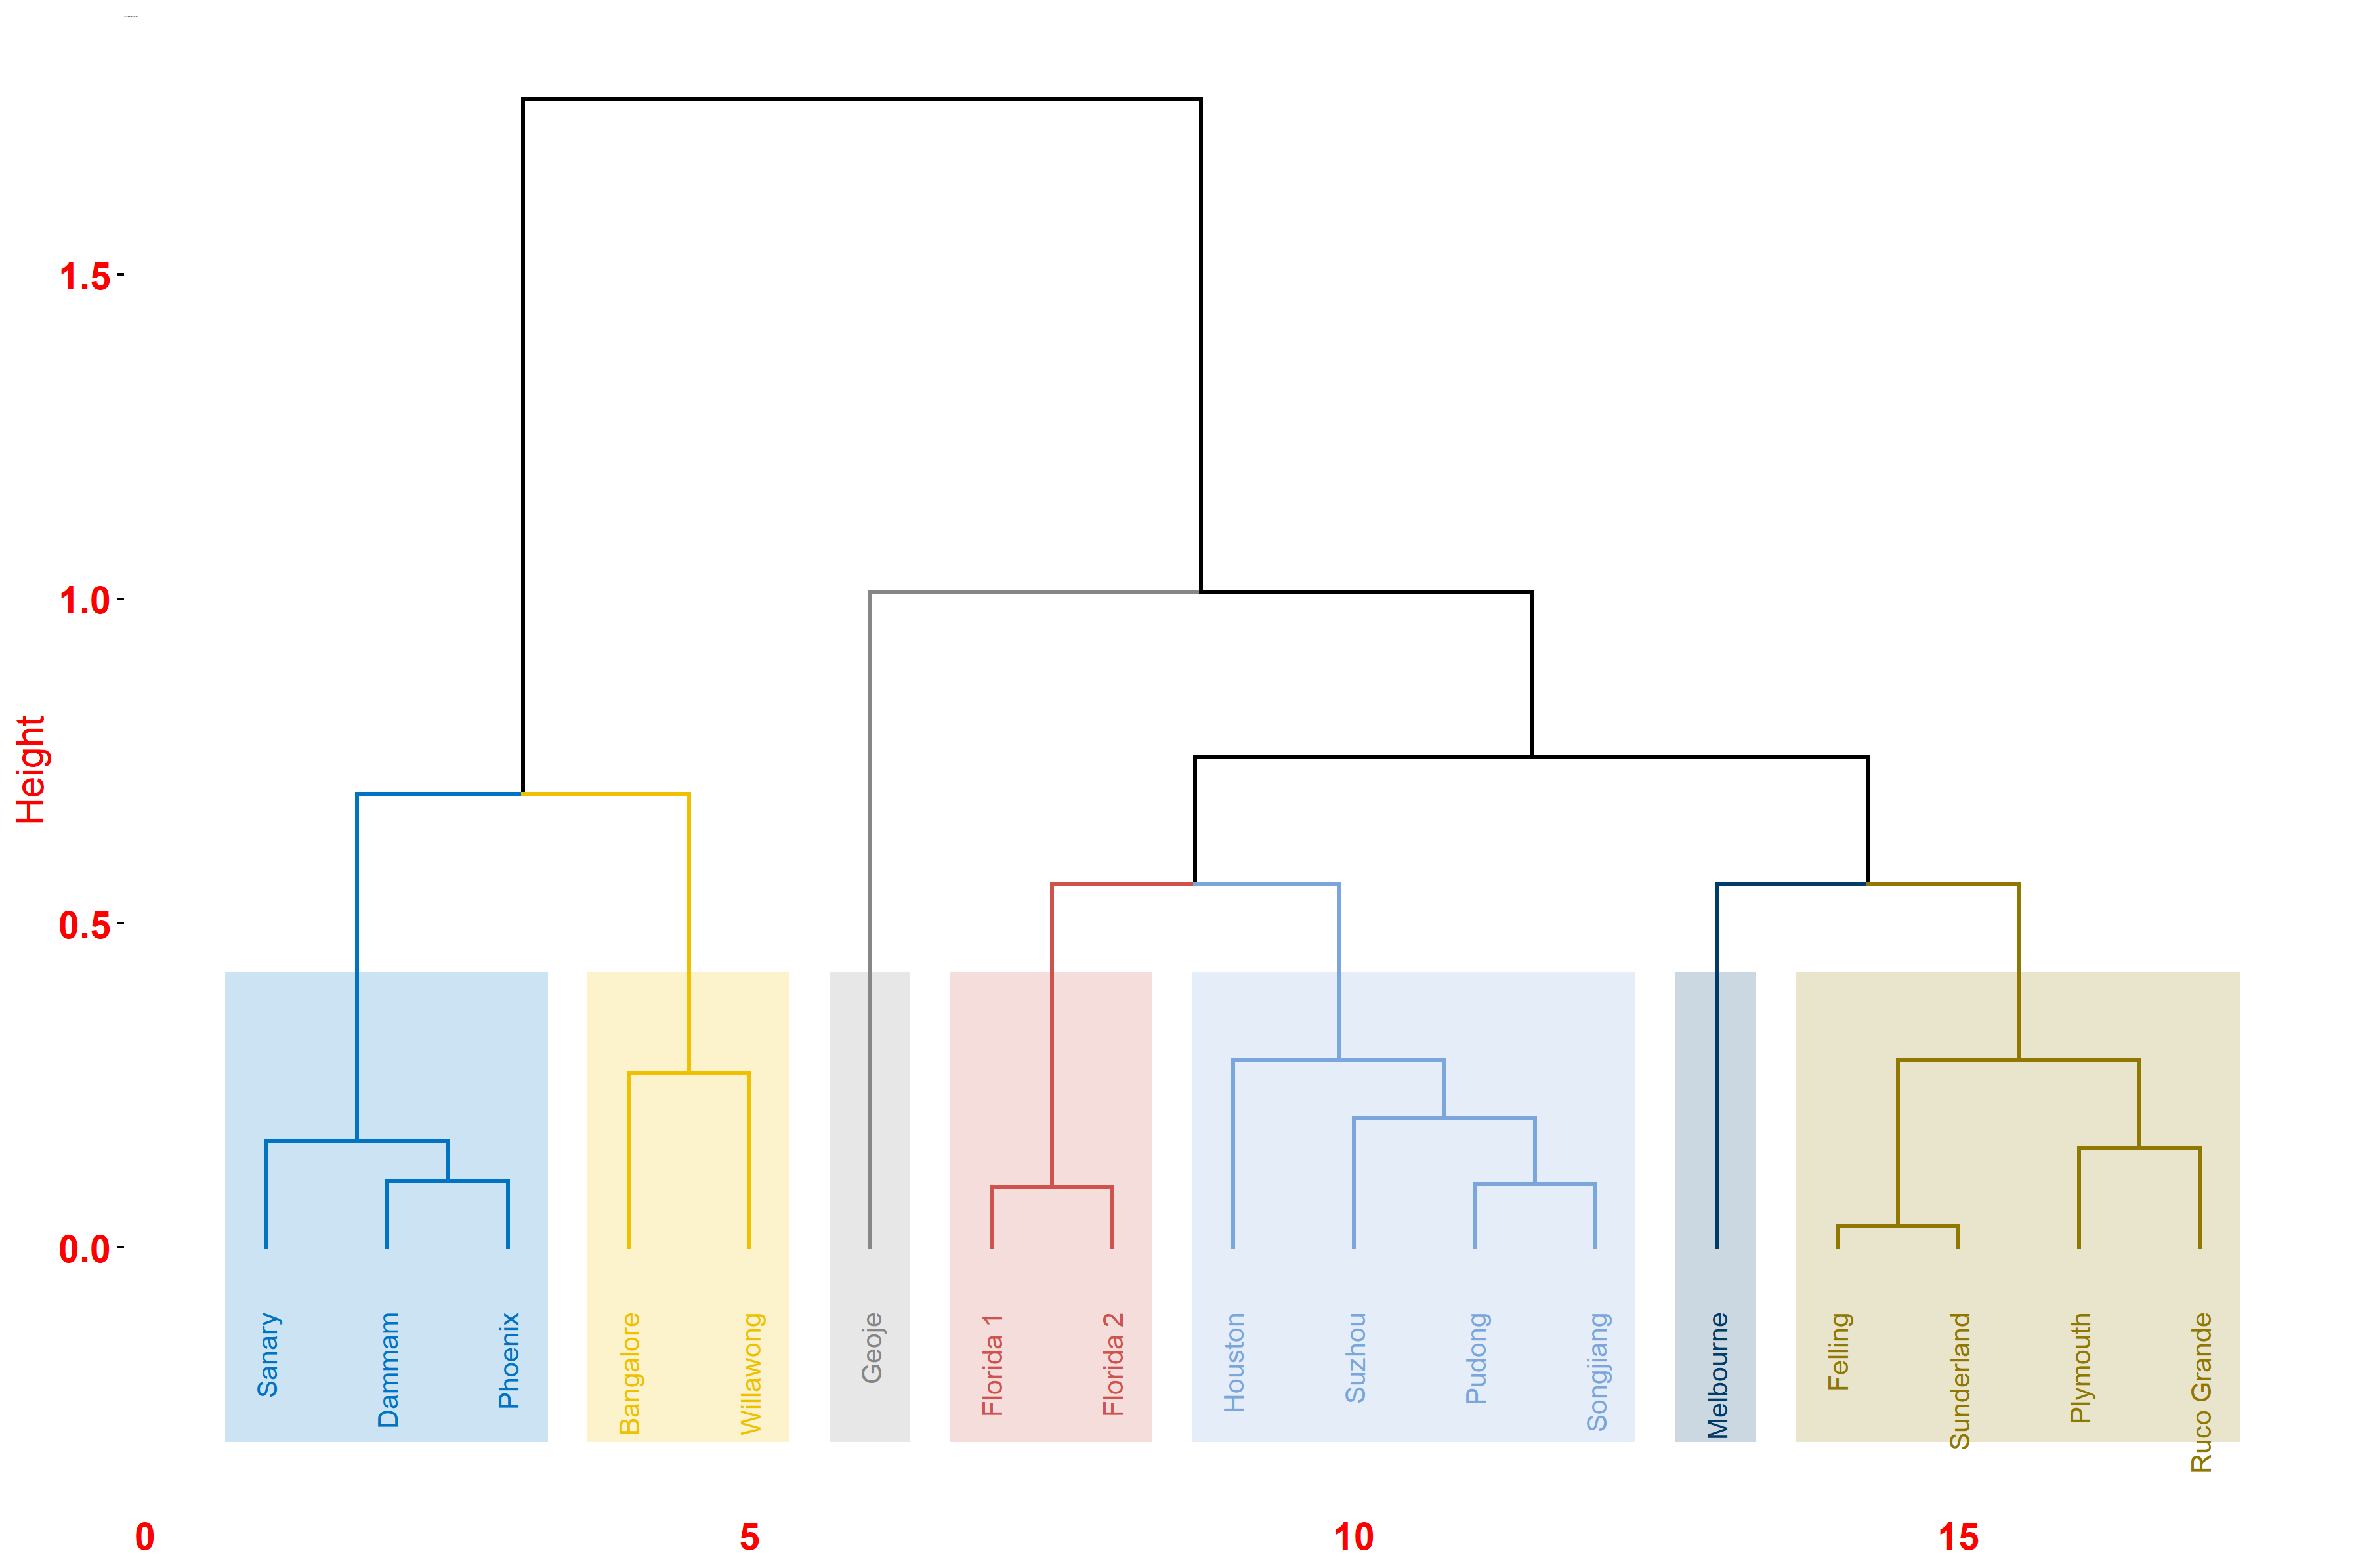 1.5
1.0
Height
0.5
0.0
Sanary
Dammam
Phoenix
Bangalore
Willawong
Geoje
Florida 1
Florida 2
Houston
Suzhou
Pudong
Songjiang
Melbourne
Felling
Sunderland
Plymouth
Ruco Grande
0
5
10
15